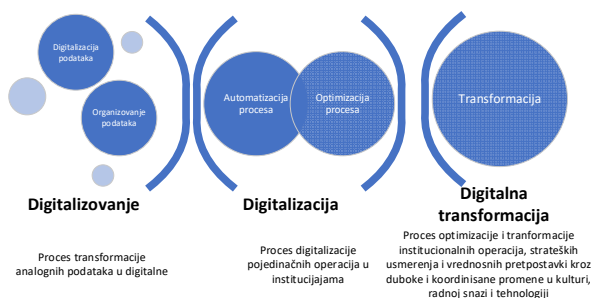 Digitalizacija
podataka
Organizovanje
podataka
Automatizacija
procesa
Optimizacija
procesa
Transformacija
Digitalizovanje
Digitalizacija
Digitalna
transformacija
Proces transformacije
analognih podataka u digitalne
Proces digitalizacije
pojedinačnih operacija u
institucijajama
Proces optimizacije i tranformacije
institucionalnih operacija, strateških
usmerenja i vrednosnih pretpostavki kroz
duboke i koordinisane promene u kulturi,
radnoj snazi i tehnologiji